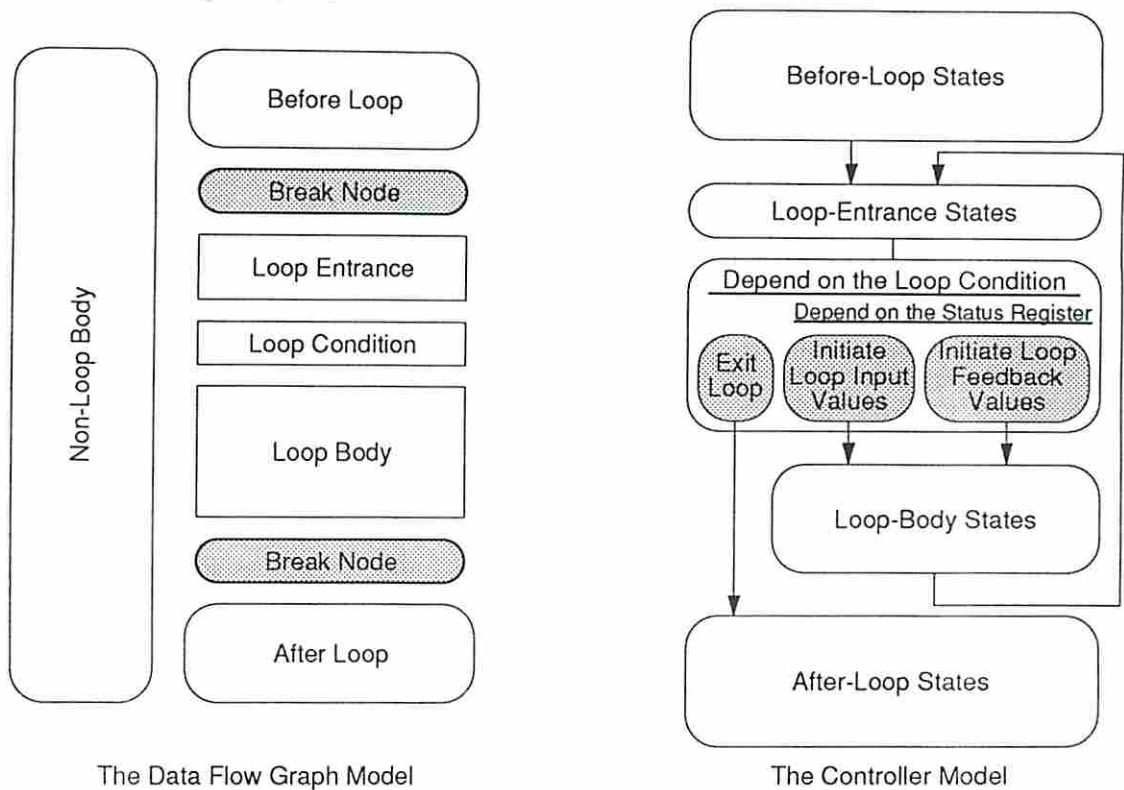 Non-Loop Body
Before Loop
Break Node
Loop Entrance
Loop Condition
Loop Body
Break Node
After Loop
The Data Flow Graph Model
Before-Loop States
Loop-Entrance States
Depend on the Loop Condition
Depend on the Status Register
Exit
Loop
Initiate
Loop Input
Values
Initiate Loop
Feedback
Values
Loop-Body States
After-Loop States
The Controller Model